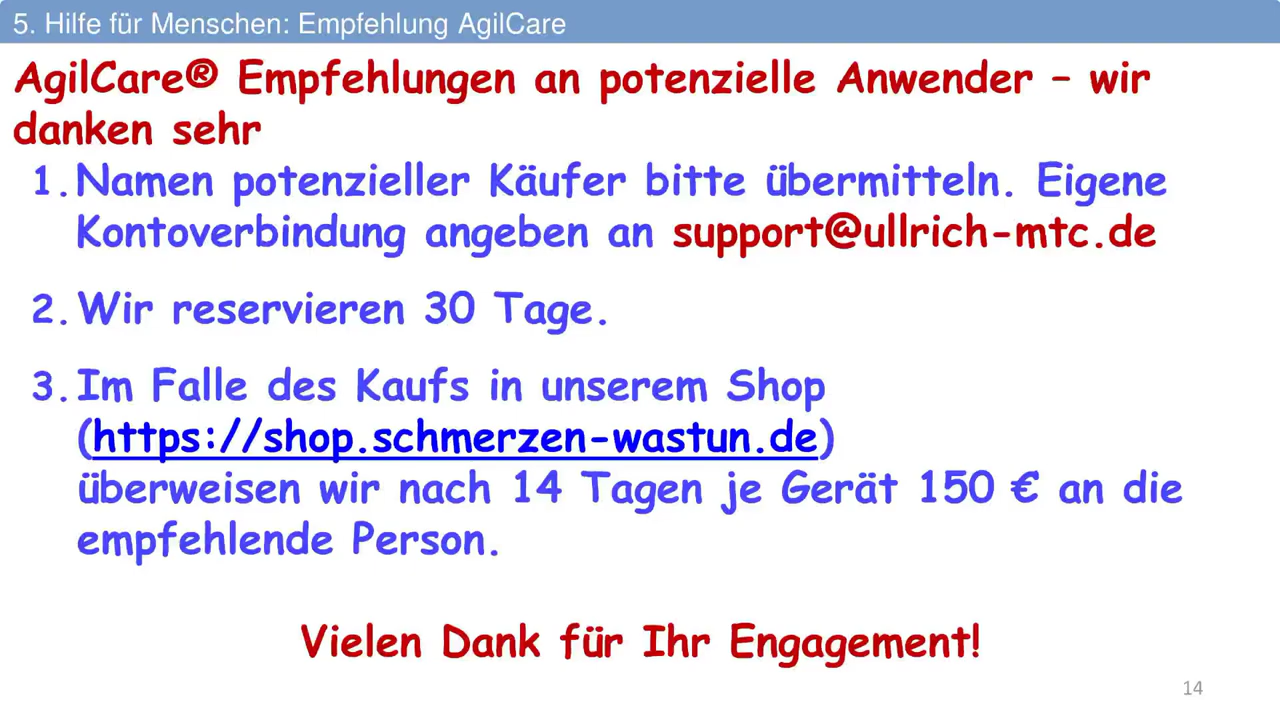 5. Hilfe für Menschen: Empfehlung AgilCare
AgilCare® Empfehlungen an potenzielle Anwender – wir
danken sehr
1. Namen potenzieller Käufer bitte übermitteln. Eigene
Kontoverbindung angeben an support@ullrich-mtc.de
2. Wir reservieren 30 Tage.
3. Im Falle des Kaufs in unserem Shop
(https://shop.schmerzen-wastun.de)
überweisen wir nach 14 Tagen je Gerät 150 € an die
empfehlende Person.
Vielen Dank für Ihr Engagement!
14